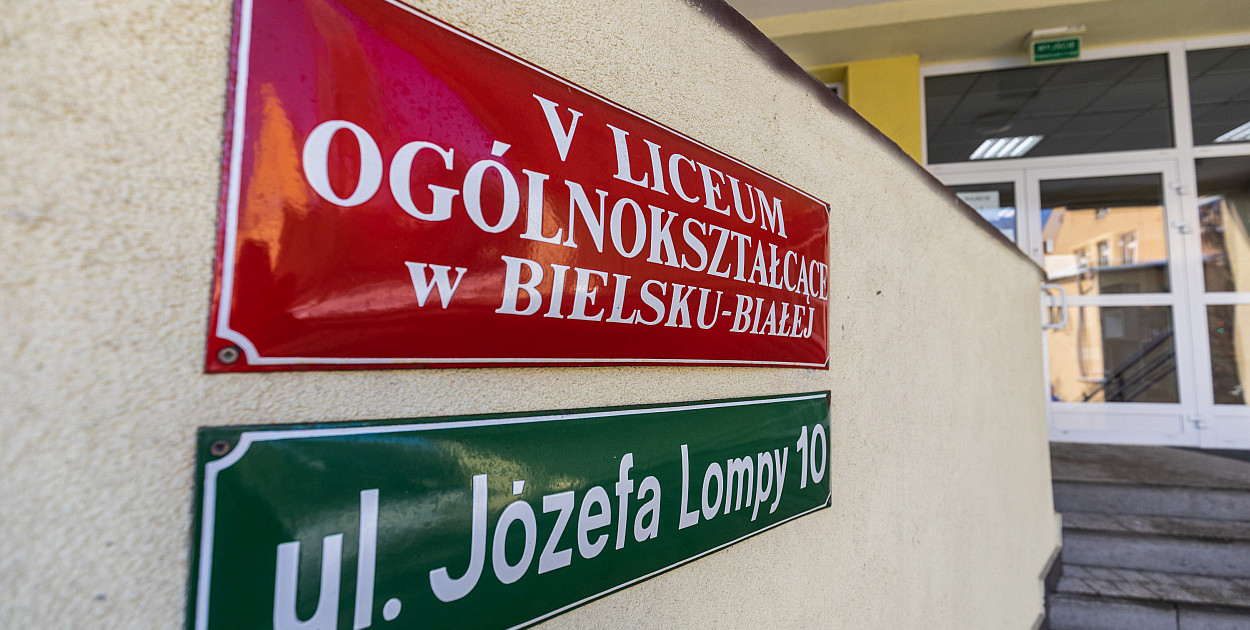 V LICEUM
OGÓLNOKSZTAŁCĄCE
w BIELSKU-BIAŁEJ
ul. Józefa Lompy 10